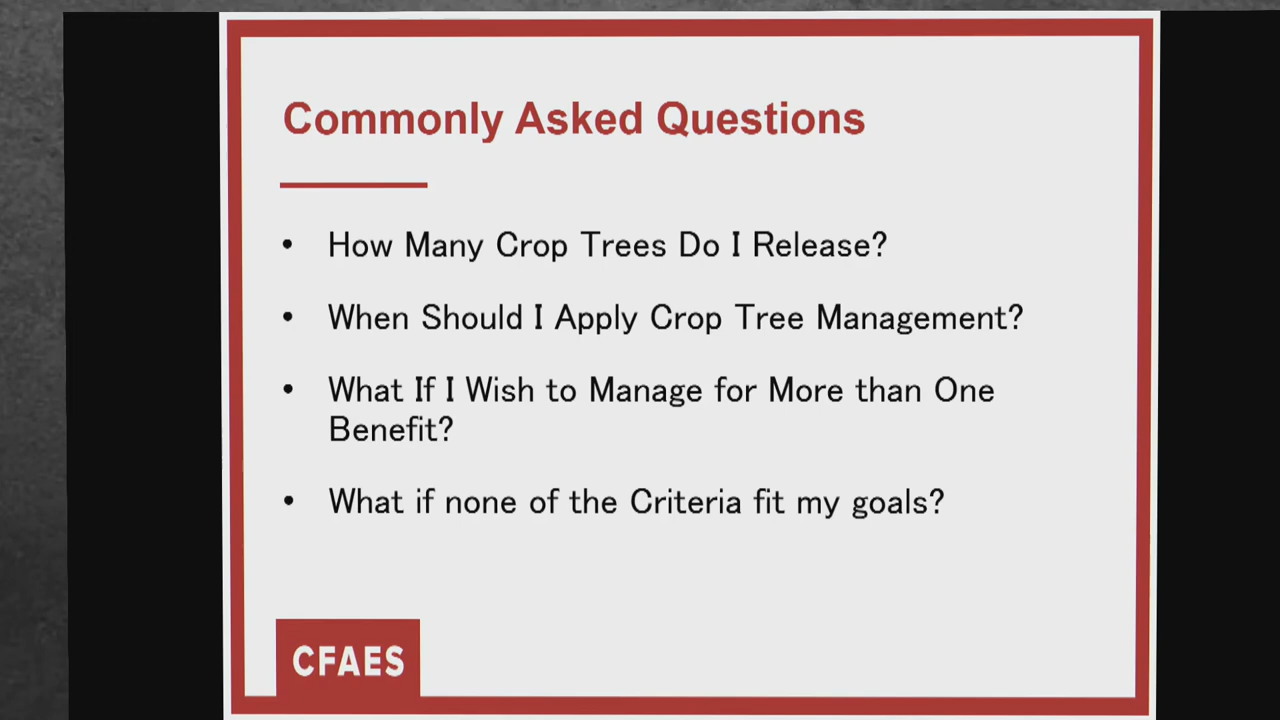 Commonly Asked Questions
• How Many Crop Trees Do I Release?
• When Should I Apply Crop Tree Management?
• What If I Wish to Manage for More than One
Benefit?
• What if none of the Criteria fit my goals?
CFAES